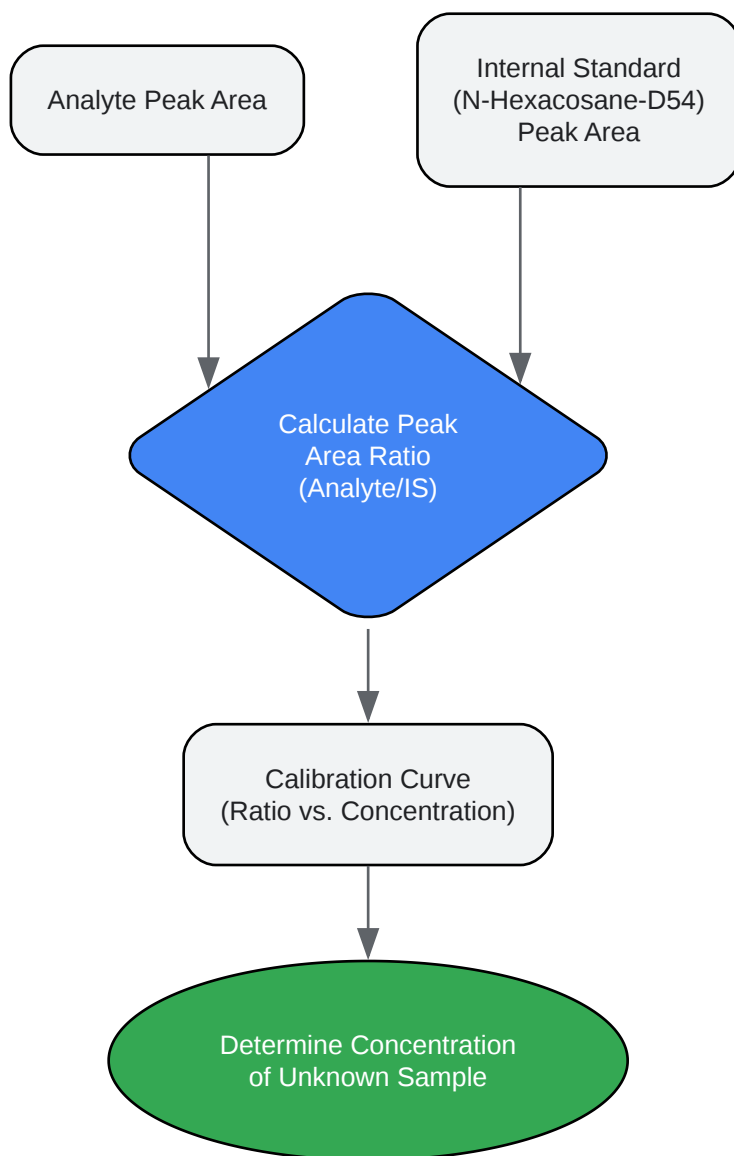 Analyte Peak Area
Internal Standard
(N-Hexacosane-D54)
Peak Area
Calculate Peak
Area Ratio
(Analyte/IS)
Calibration Curve
(Ratio vs. Concentration)
Determine Concentration
of Unknown Sample